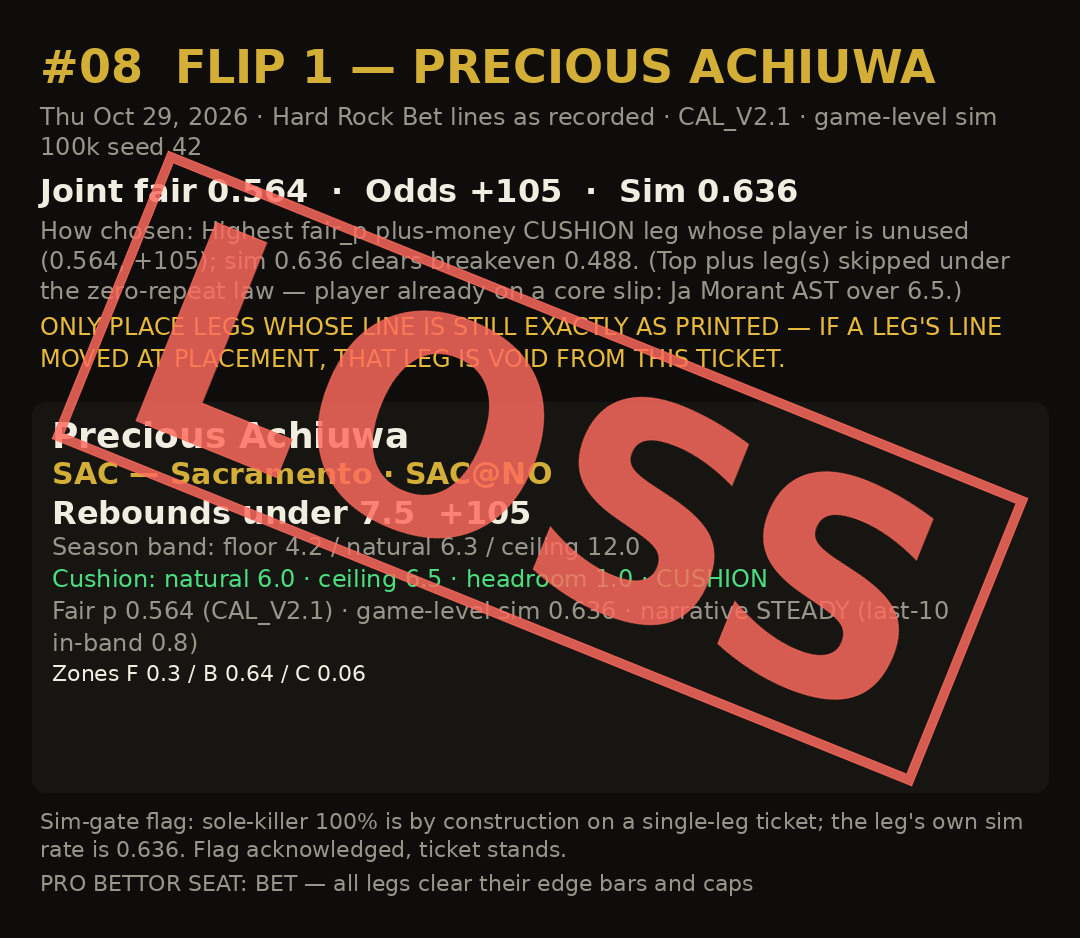 #08 FLIP 1 — PRECIOUS ACHIUWA
Thu Oct 29, 2026 · Hard Rock Bet lines as recorded · CAL_V2.1 · game-level sim
100k seed 42
Joint fair 0.564 · Odds +105 · Sim 0.636
How chosen: Highest fair_p plus-money CUSHION leg whose player is unused
(0.564, +105); sim 0.636 clears breakeven 0.488. (Top plus leg(s) skipped under
the zero-repeat law — player already on a core slip: Ja Morant AST over 6.5.)
ONLY PLACE LEGS WHOSE LINE IS STILL EXACTLY AS PRINTED — IF A LEG'S LINE
MOVED AT PLACEMENT, THAT LEG IS VOID FROM THIS TICKET.
LOSS
Precious Achiuwa
SAC — Sacramento · SAC@NO
Rebounds under 7.5 +105
Season band: floor 4.2 / natural 6.3 / ceiling 12.0
Cushion: natural 6.0 · ceiling 6.5 · headroom 1.0 · CUSHION
Fair p 0.564 (CAL_V2.1) · game-level sim 0.636 · narrative STEADY (last-10
in-band 0.8)
Zones F 0.3 / B 0.64 / C 0.06
Sim-gate flag: sole-killer 100% is by construction on a single-leg ticket; the leg's own sim
rate is 0.636. Flag acknowledged, ticket stands.
PRO BETTOR SEAT: BET — all legs clear their edge bars and caps